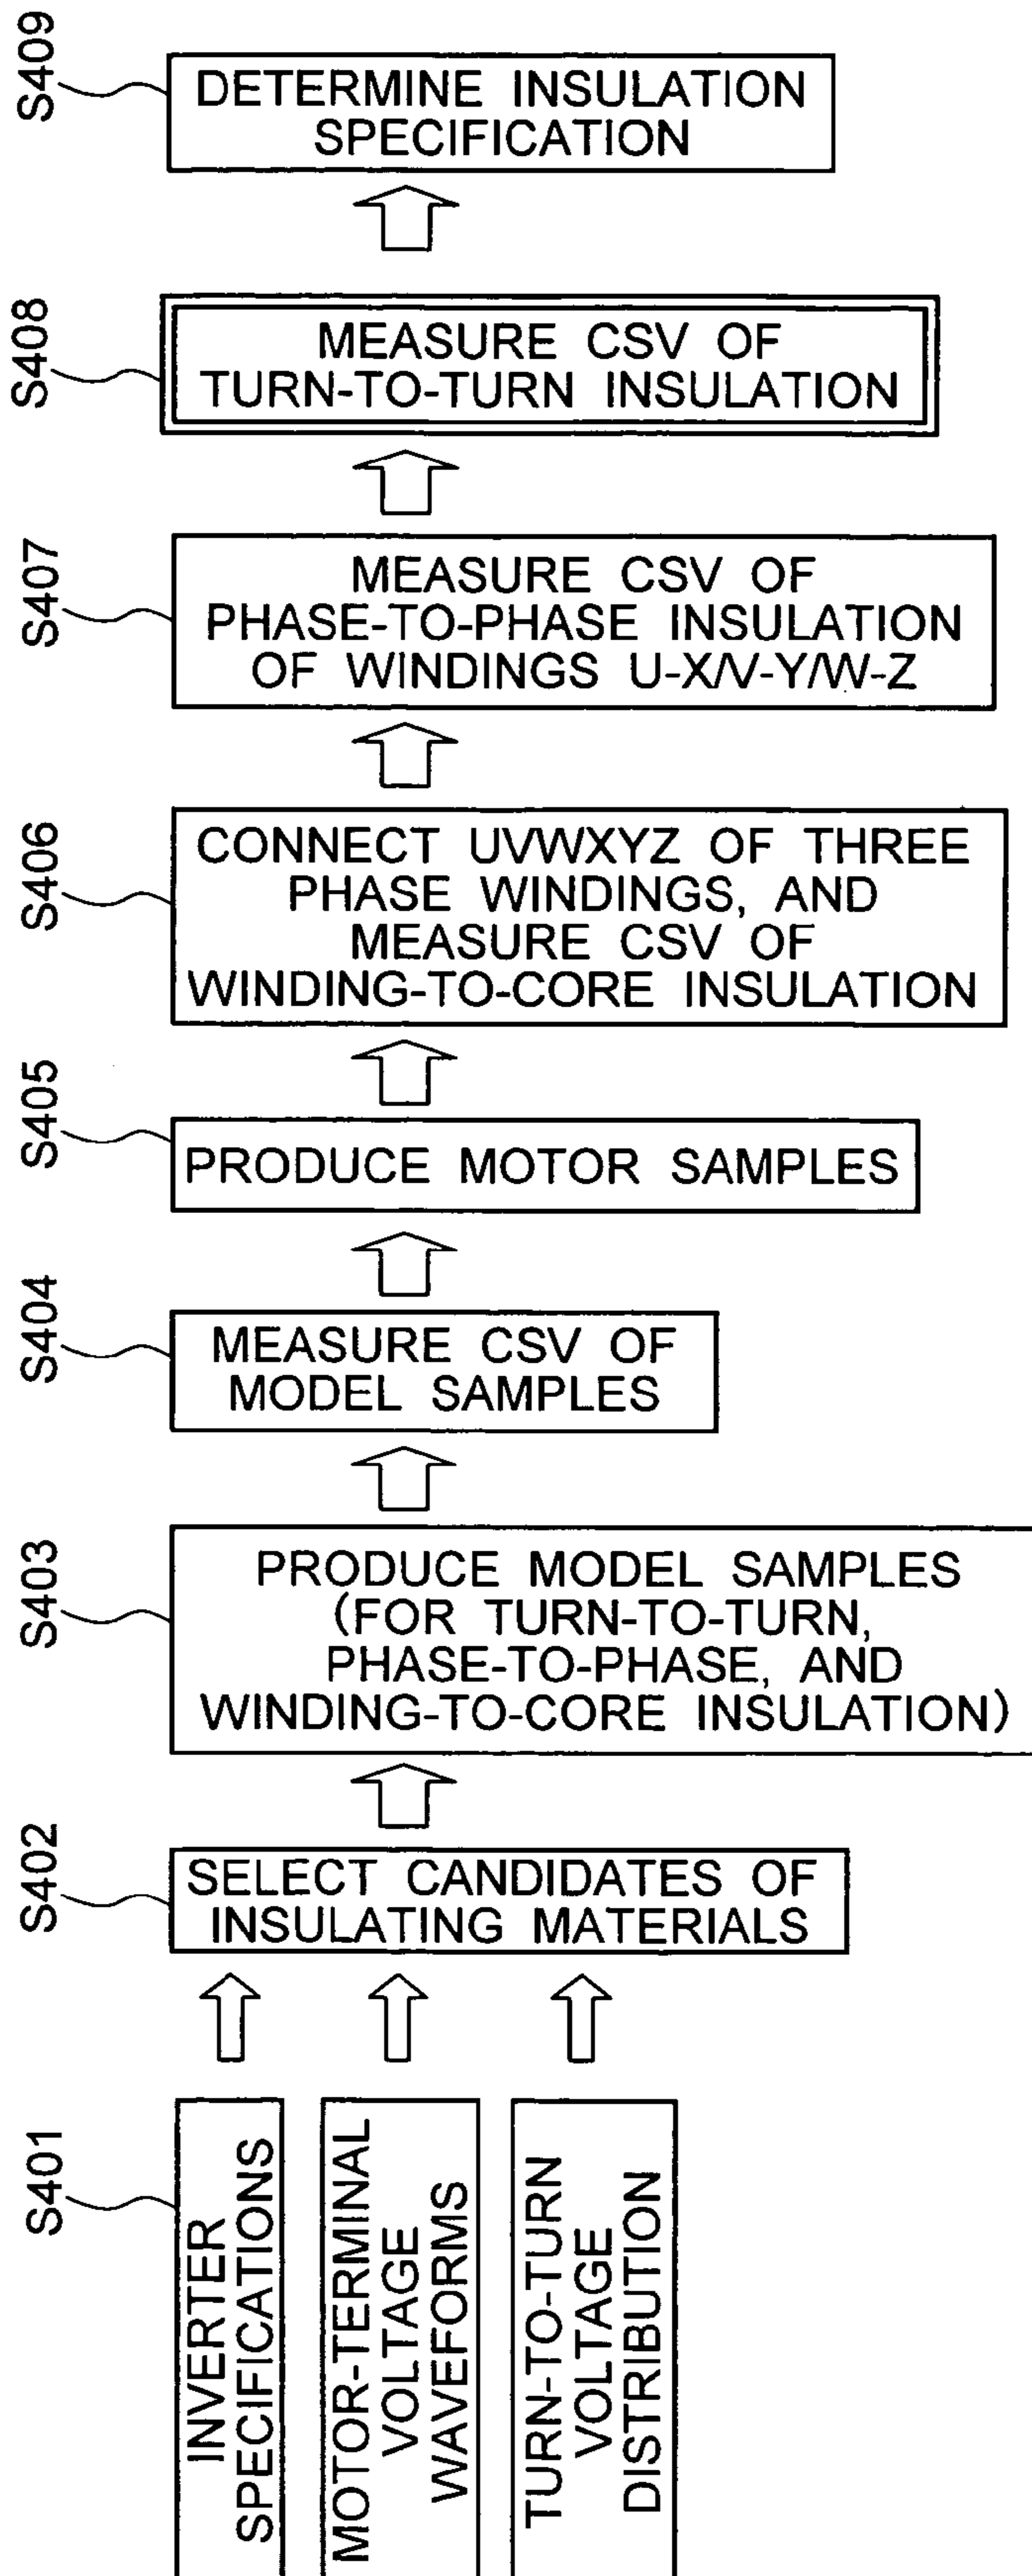 S401
INVERTER
SPECIFICATIONS
MOTOR-TERMINAL
VOLTAGE
WAVEFORMS
TURN-TO-TURN
VOLTAGE
DISTRIBUTION
S402
SELECT CANDIDATES OF
INSULATING MATERIALS
S403
PRODUCE MODEL SAMPLES
(FOR TURN-TO-TURN,
PHASE-TO-PHASE, AND
WINDING-TO-CORE INSULATION)
S404
MEASURE CSV OF
MODEL SAMPLES
S405
PRODUCE MOTOR SAMPLES
S406
CONNECT UVWXYZ OF THREE
PHASE WINDINGS, AND
MEASURE CSV OF
WINDING-TO-CORE INSULATION
S407
MEASURE CSV OF
PHASE-TO-PHASE INSULATION
OF WINDINGS U-X/V-Y/W-Z
S408
MEASURE CSV OF
TURN-TO-TURN INSULATION
S409
DETERMINE INSULATION
SPECIFICATION